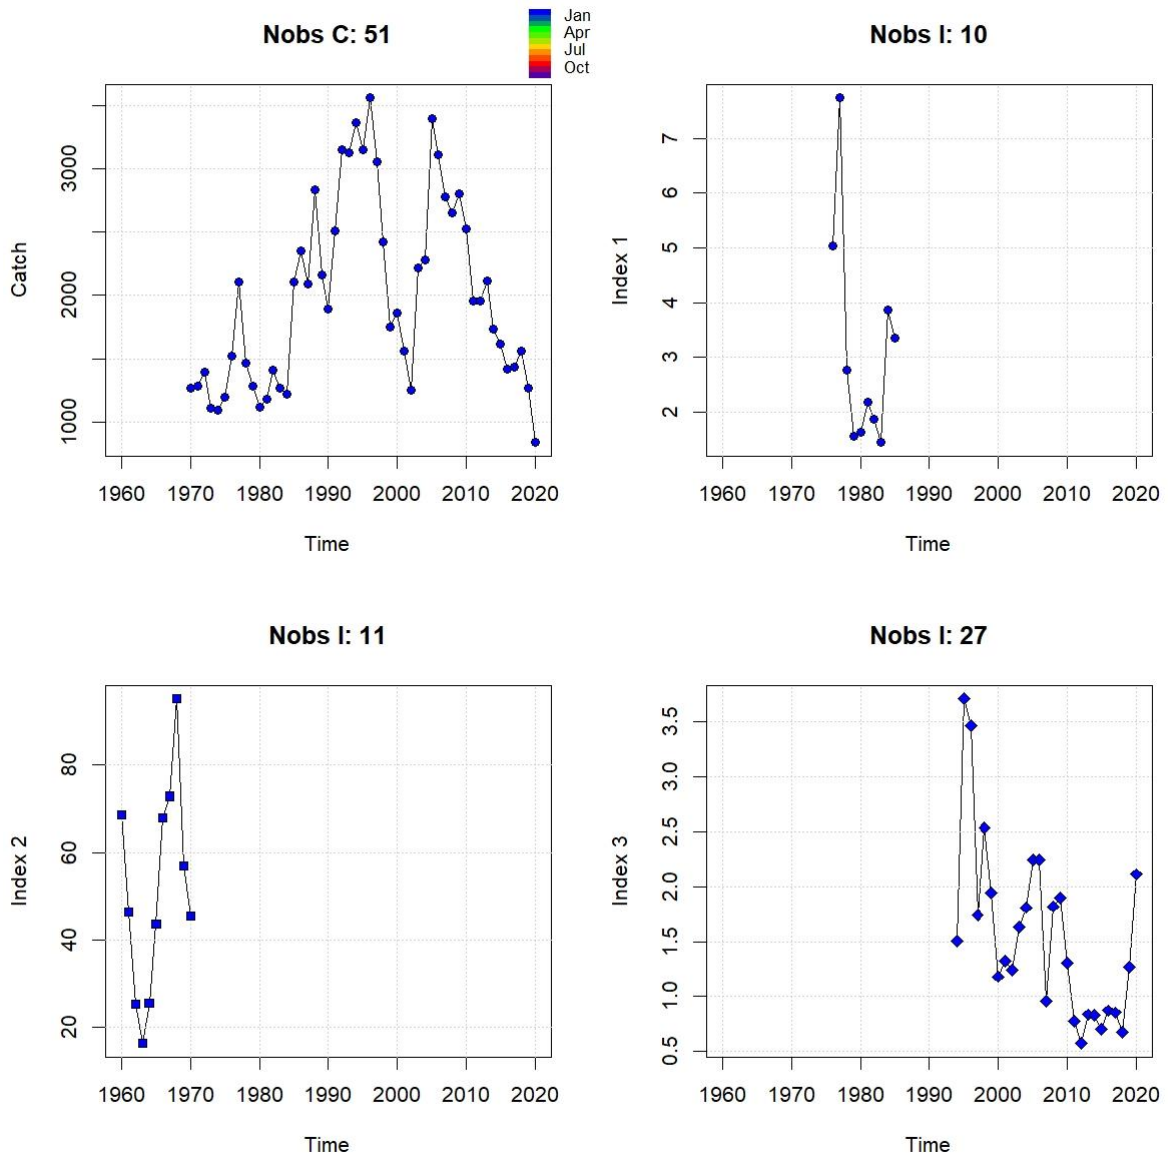 Nobs C: 51
Jan
Apr
Jul
Oct
Catch
1000
2000
3000
1960 1970 1980 1990 2000 2010 2020
Time
Nobs I: 10
Index 1
2
3
4
5
6
7
1960 1970 1980 1990 2000 2010 2020
Time
Nobs I: 11
Index 2
20
40
60
80
1960 1970 1980 1990 2000 2010 2020
Time
Nobs I: 27
Index 3
0.5
1.0
1.5
2.0
2.5
3.0
3.5
1960 1970 1980 1990 2000 2010 2020
Time